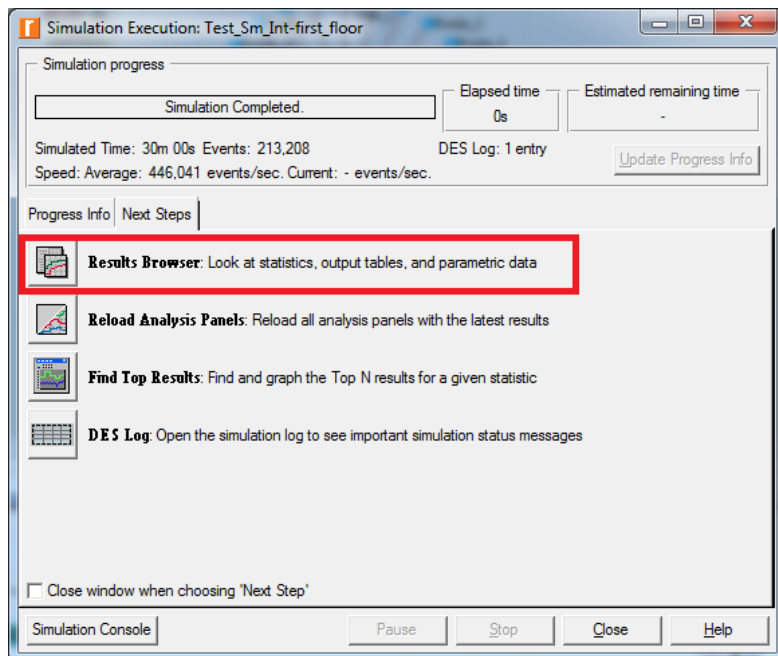 Simulation Execution: Test_Sm_Int-first_floor
Simulation progress
Simulation Completed.
Elapsed time
0s
Estimated remaining time
-
Simulated Time: 30m 00s Events: 213,208
DES Log: 1 entry
Speed: Average: 446,041 events/sec. Current: - events/sec.
Update Progress Info
Progress Info Next Steps
Results Browser: Look at statistics, output tables, and parametric data
Reload Analysis Panels: Reload all analysis panels with the latest results
Find Top Results: Find and graph the Top N results for a given statistic
DES Log: Open the simulation log to see important simulation status messages
Close window when choosing 'Next Step'
Simulation Console Pause Stop Close Help